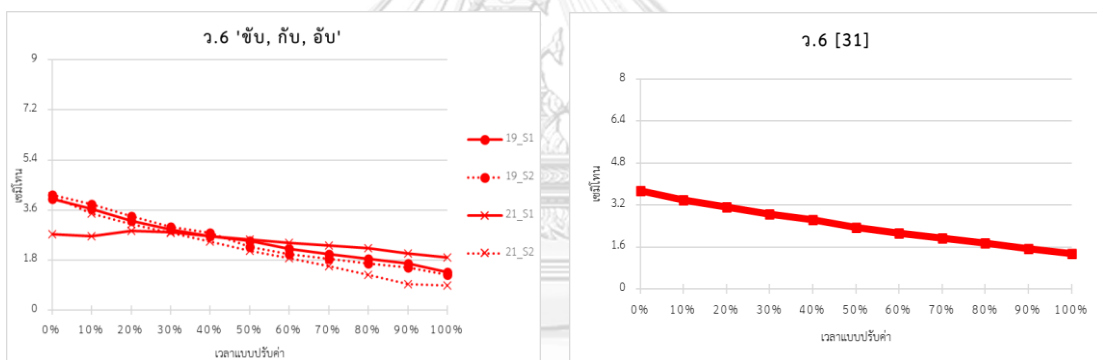 ว.6 'ขับ, กับ, อับ'
9
7.2
5.4
3.6
1.8
0
เซมิโทน
0% 10% 20% 30% 40% 50% 60% 70% 80% 90% 100%
เวลาแบบปรับค่า
19_S1
19_S2
21_S1
21_S2
ว.6 [31]
8
6.4
4.8
3.2
1.6
0
เซมิโทน
0% 10% 20% 30% 40% 50% 60% 70% 80% 90% 100%
เวลาแบบปรับค่า